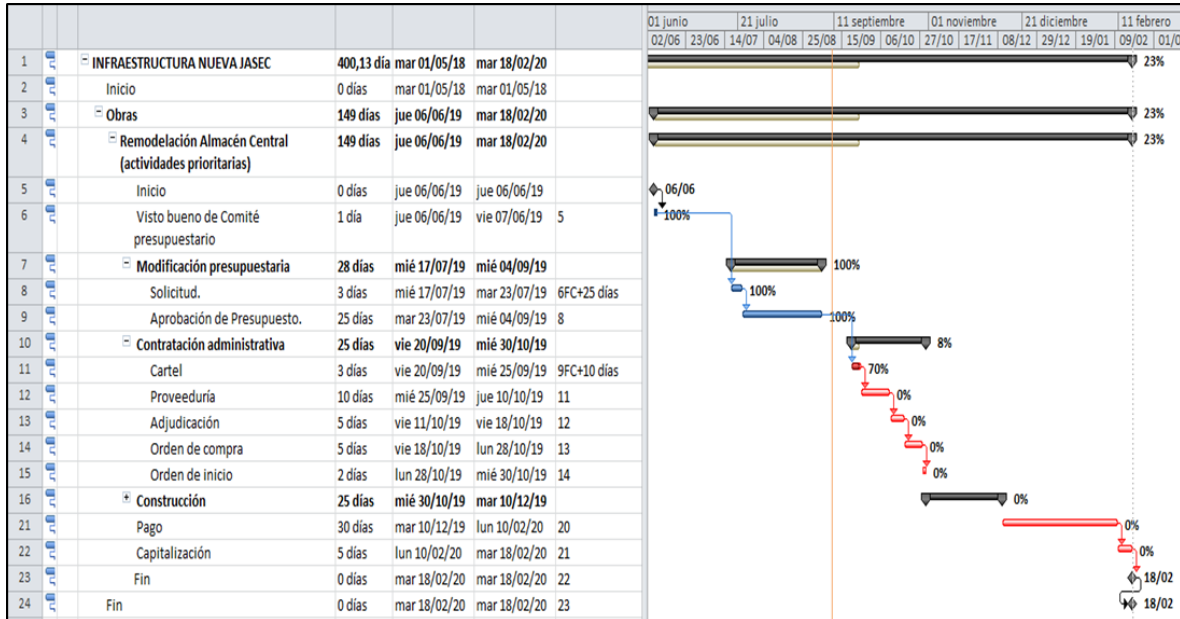 01 junio 21 julio 11 septiembre 01 noviembre 21 diciembre 11 febrero
02/06 23/06 14/07 04/08 25/08 15/09 06/10 27/10 17/11 08/12 29/12 19/01 09/02 01/0
1 INFRAESTRUCTURA NUEVA JASEC 400,13 día mar 01/05/18 mar 18/02/20 23%
2 Inicio 0 días mar 01/05/18 mar 01/05/18
3 Obras 149 días jue 06/06/19 mar 18/02/20 23%
4 Remodelación Almacén Central 149 días jue 06/06/19 mar 18/02/20 23%
(actividades prioritarias)
5 Inicio 0 días jue 06/06/19 jue 06/06/19 06/06
6 Visto bueno de Comité 1 día jue 06/06/19 vie 07/06/19 5 100%
presupuestario
7 Modificación presupuestaria 28 días mié 17/07/19 mié 04/09/19 100%
8 Solicitud. 3 días mié 17/07/19 mar 23/07/19 6FC+25 días 100%
9 Aprobación de Presupuesto. 25 días mar 23/07/19 mié 04/09/19 8 100%
10 Contratación administrativa 25 días vie 20/09/19 mié 30/10/19 8%
11 Cartel 3 días vie 20/09/19 mié 25/09/19 9FC+10 días 70%
12 Proveeduría 10 días mié 25/09/19 jue 10/10/19 11 0%
13 Adjudicación 5 días vie 11/10/19 vie 18/10/19 12 0%
14 Orden de compra 5 días vie 18/10/19 lun 28/10/19 13 0%
15 Orden de inicio 2 días lun 28/10/19 mié 30/10/19 14 0%
16 Construcción 25 días mié 30/10/19 mar 10/12/19 0%
21 Pago 30 días mar 10/12/19 lun 10/02/20 20 0%
22 Capitalización 5 días lun 10/02/20 mar 18/02/20 21 0%
23 Fin 0 días mar 18/02/20 mar 18/02/20 22 18/02
24 Fin 0 días mar 18/02/20 mar 18/02/20 23 18/02